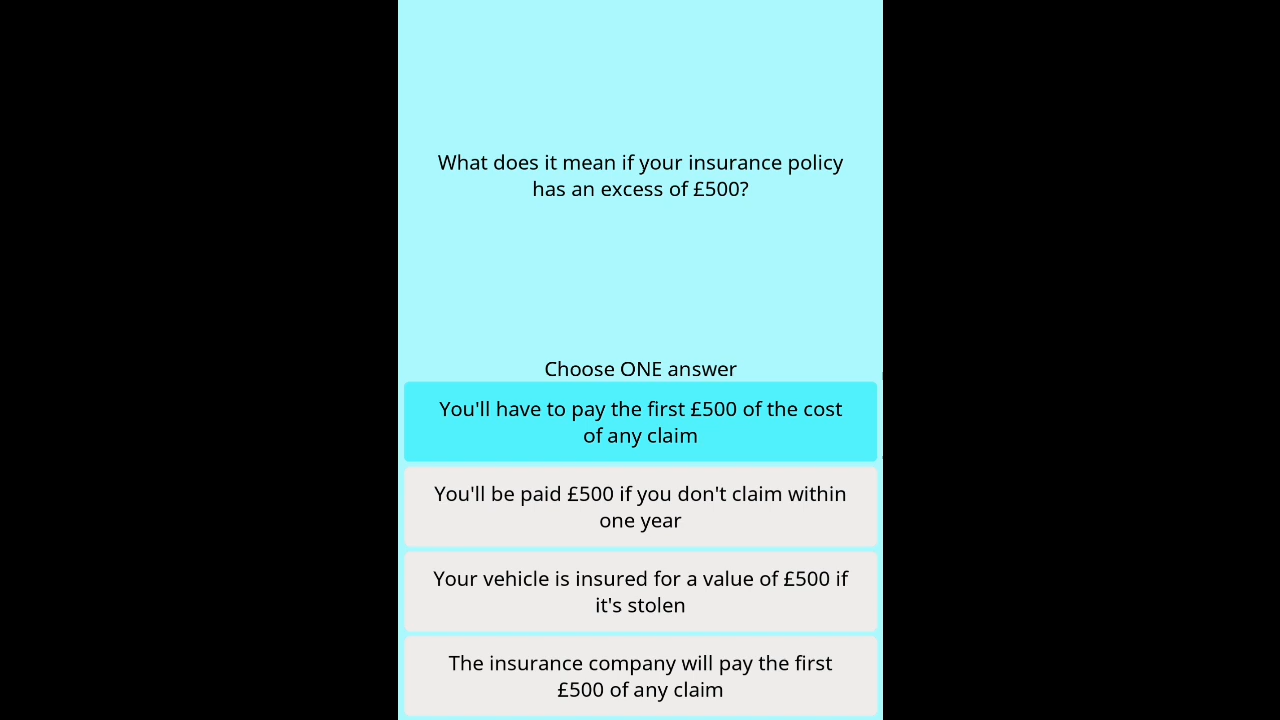 What does it mean if your insurance policy
has an excess of £500?
Choose ONE answer
You'll have to pay the first £500 of the cost
of any claim
You'll be paid £500 if you don't claim within
one year
Your vehicle is insured for a value of £500 if
it's stolen
The insurance company will pay the first
£500 of any claim